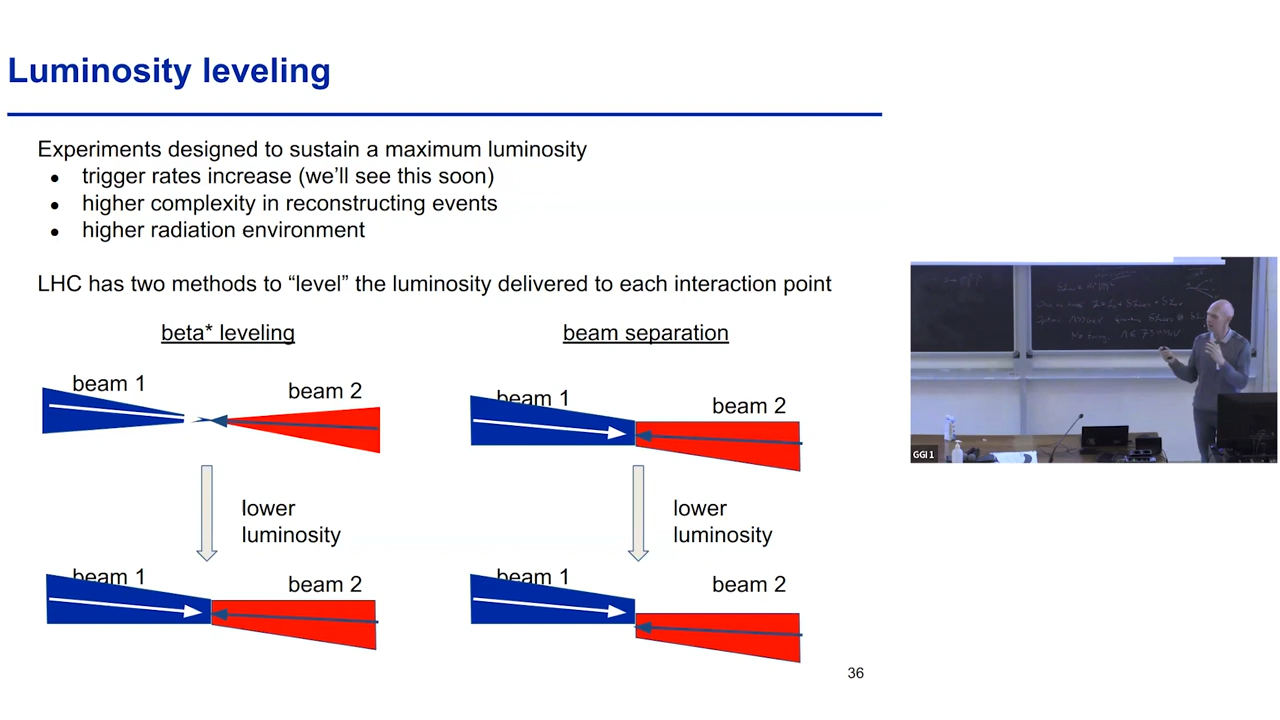 Luminosity leveling
Experiments designed to sustain a maximum luminosity
● trigger rates increase (we'll see this soon)
● higher complexity in reconstructing events
● higher radiation environment
LHC has two methods to “level” the luminosity delivered to each interaction point
beta* leveling
beam separation
beam 1
beam 2
beam 1
beam 2
lower
luminosity
lower
luminosity
beam 1
beam 2
beam 1
beam 2
36
GGI 1